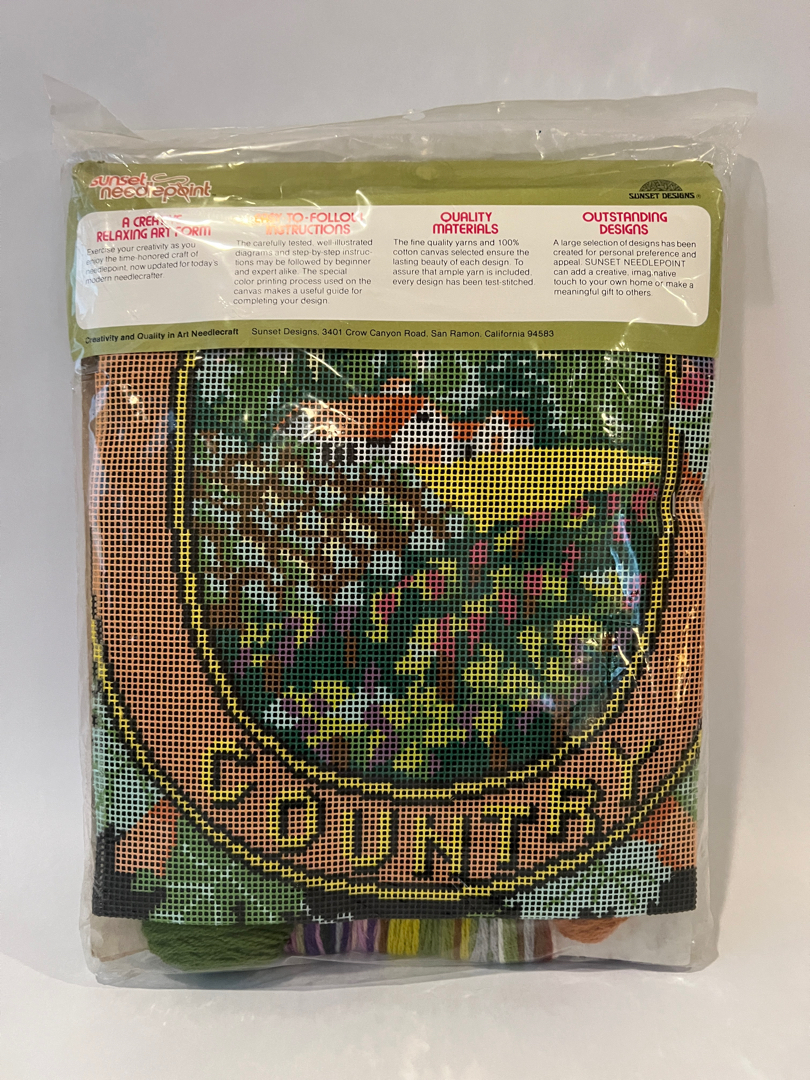 sunset
needlepoint
SUNSET DESIGNS®
A CREATIVE
RELAXING ART FORM
Exercise your creativity as you
enjoy the time-honored craft of
needlepoint, now updated for today's
modern needlecrafter.
EASY-TO-FOLLOW
INSTRUCTIONS
The carefully tested, well-illustrated
diagrams and step-by-step instruc-
tions may be followed by beginner
and expert alike. The special
color printing process used on the
canvas makes a useful guide for
completing your design.
QUALITY
MATERIALS
The fine quality yarns and 100%
cotton canvas selected ensure the
lasting beauty of each design. To
assure that ample yarn is included,
every design has been test-stitched.
OUTSTANDING
DESIGNS
A large selection of designs has been
created for personal preference and
appeal. SUNSET NEEDLEPOINT
can add a creative, imaginative
touch to your own home or make a
meaningful gift to others.
Creativity and Quality in Art Needlecraft Sunset Designs, 3401 Crow Canyon Road, San Ramon, California 94583
COUNTRY